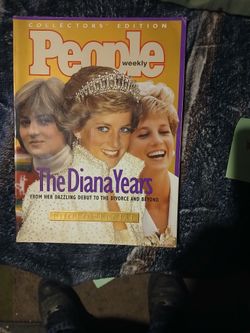 COLLECTORS' EDITION
People
weekly
The Diana Years
FROM HER DAZZLING DEBUT TO THE DIVORCE AND BEYOND